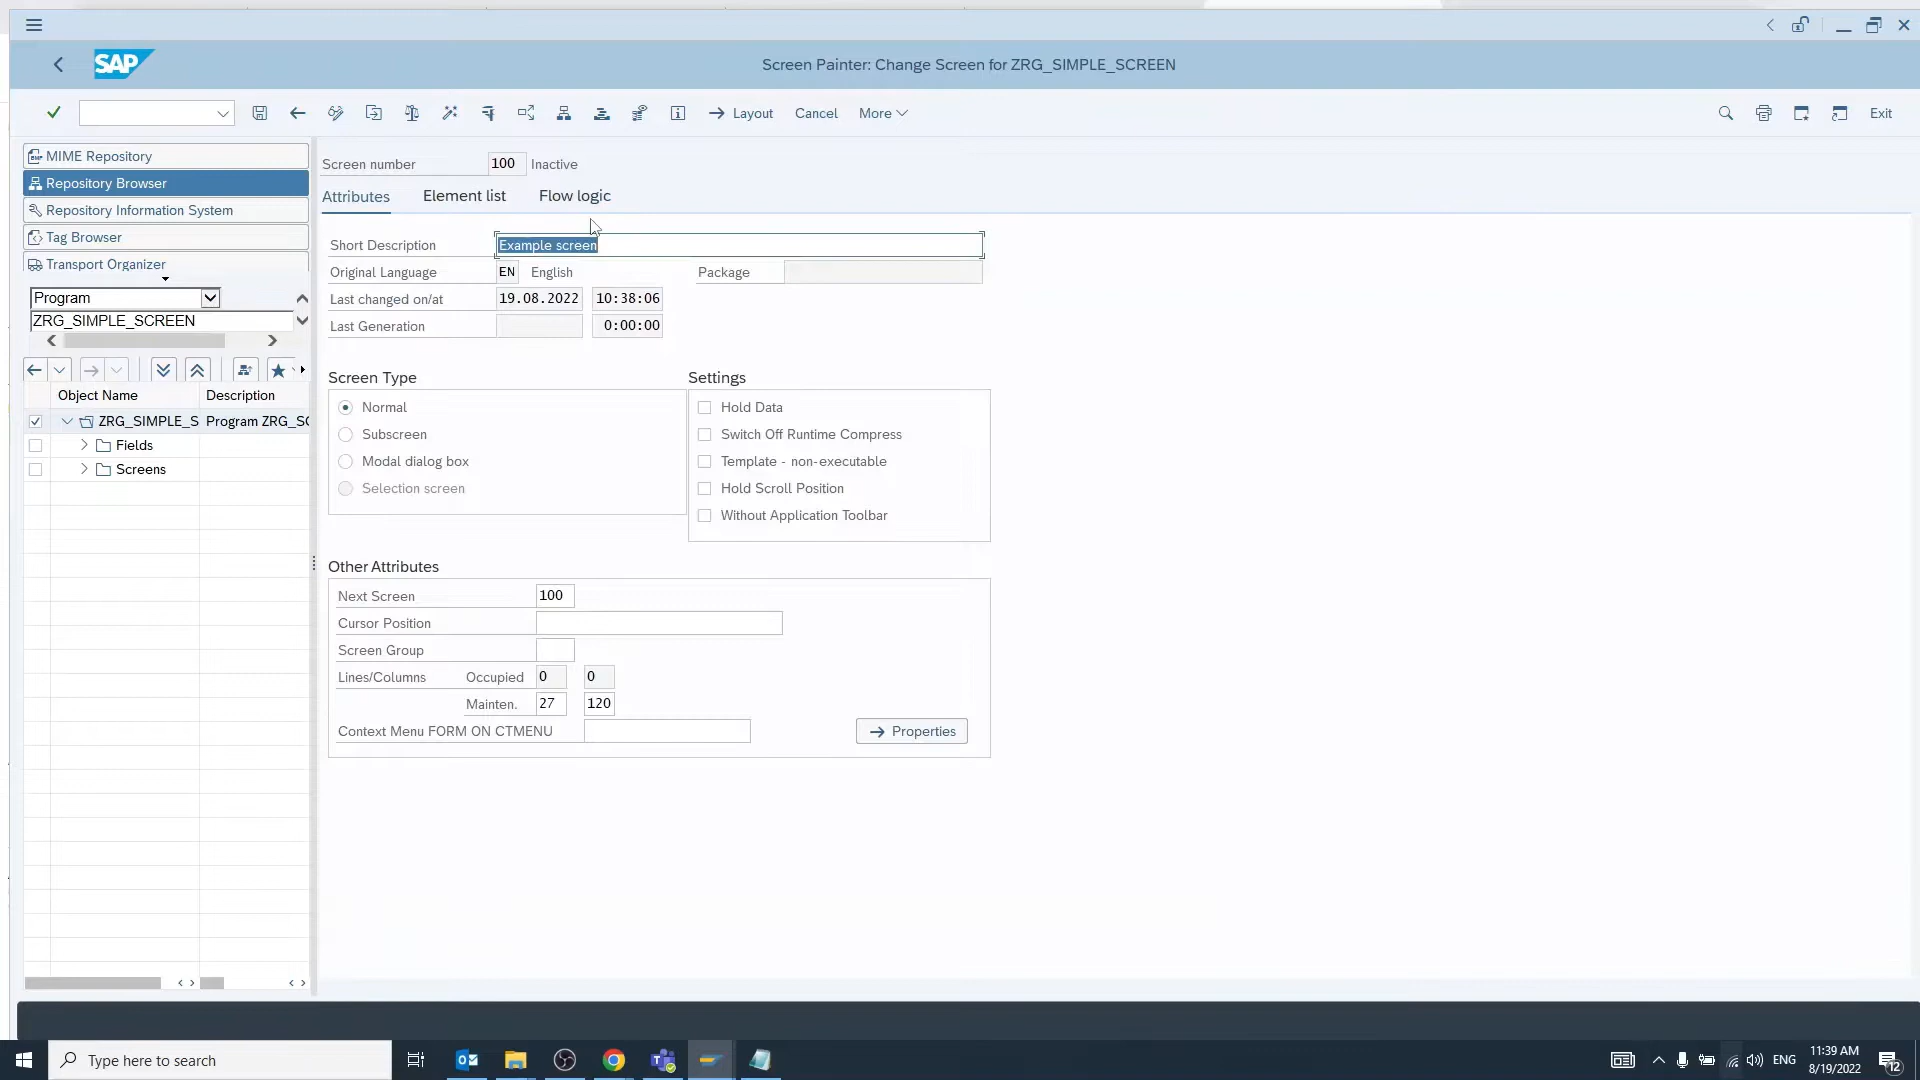 SAP
Screen Painter: Change Screen for ZRG_SIMPLE_SCREEN
Layout Cancel More Exit
MIME Repository
Repository Browser
Repository Information System
Tag Browser
Transport Organizer
Program
ZRG_SIMPLE_SCREEN
Object Name Description
ZRG_SIMPLE_S Program ZRG_S
Fields
Screens
Screen number 100 Inactive
Attributes Element list Flow logic
Short Description Example screen
Original Language EN English Package
Last changed on/at 19.08.2022 10:38:06
Last Generation 0:00:00
Screen Type
Normal
Subscreen
Modal dialog box
Selection screen
Settings
Hold Data
Switch Off Runtime Compress
Template - non-executable
Hold Scroll Position
Without Application Toolbar
Other Attributes
Next Screen 100
Cursor Position
Screen Group
Lines/Columns Occupied 0 0
Mainten. 27 120
Context Menu FORM ON CTMENU Properties
Type here to search
ENG
11:39 AM
8/19/2022
12